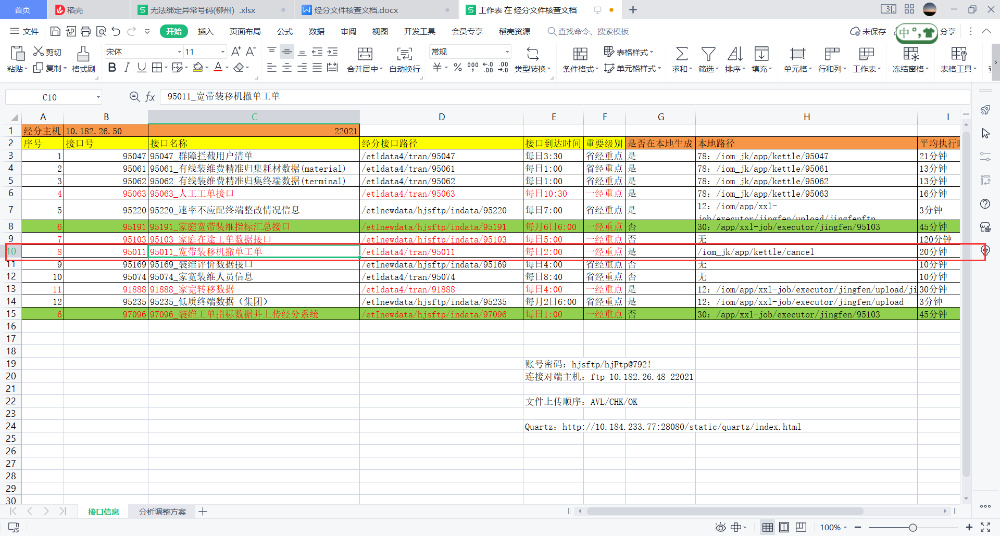 首页 稻壳 无法绑定异常号码(柳州) .xlsx 经分文件核查文档.docx 工作表 在 经分文件核查文档
文件 开始 插入 页面布局 公式 数据 审阅 视图 开发工具 会员专享 稻壳资源 查找命令、搜索模板 未保存 中 分享
粘贴 剪切 复制 格式刷 宋体 11 合并居中 自动换行 常规 类型转换 条件格式 表格样式 单元格样式 求和 筛选 排序 填充 单元格 行和列 工作表 冻结窗格 表格工具
C10 fx 95011_宽带装移机撤单工单
A B C D E F G H I
1 经分主机 10.182.26.50 22021
2 序号 接口号 接口名称 经分接口路径 接口到达时间 重要级别 是否在本地生成 本地路径 平均执行
3 1 95047 95047_群障拦截用户清单 /etldata4/tran/95047 每日3:30 省经重点 是 78: /iom_jk/app/kettle/95047 21分钟
4 2 95061 95061_有线装维费精准归集耗材数据(material) /etldata4/tran/95061 每日1:00 省经重点 是 78: /iom_jk/app/kettle/95061 13分钟
5 3 95062 95062_有线装维费精准归集终端数据(terminal) /etldata4/tran/95062 每日1:00 省经重点 是 78: /iom_jk/app/kettle/95062 13分钟
6 4 95063 95063_人工工单接口 /etldata4/tran/95063 每日10:30 一经重点 是 78: /iom_jk/app/kettle/95063 16分钟
7 5 95220 95220_速率不应配终端整改情况信息 /etlnewdata/hjsftp/indata/95220 每日7:00 省经重点 是 12: /iom/app/xxl-job/executor/jingfen/upload/jingfenftp 3分钟
8 6 95191 95191_家庭宽带装维指标汇总接口 /etInewdata/hjsftp/indata/95191 每月6日6:00 一经重点 否 30: /app/xxl-job/executor/jingfen/95103 45分钟
9 7 95103 95103_家庭在途工单数据接口 /etlnewdata/hjsftp/indata/95103 每日5:00 一经重点 否 无 120分钟
10 8 95011 95011_宽带装移机撤单工单 /etldata4/tran/95011 每日2:00 一经重点 是 /iom_jk/app/kettle/cancel 20分钟
11 9 95169 95169_装维评价数据接口 /etlnewdata/hjsftp/indata/95169 每日4:00 省经重点 否 无 10分钟
12 10 95074 95074_家宽装维人员信息 /etldata4/tran/95074 每日8:40 省经重点 否 无 10分钟
13 11 91888 91888_家宽转移数据 /etldata4/tran/91888 每日4:00 一经重点 是 12: /iom/app/xxl-job/executor/jingfen/upload/ji 30分钟
14 12 95235 95235_低质终端数据（集团） /etlnewdata/hjsftp/indata/95235 每月2日6:00 省经重点 是 12: /iom/app/xxl-job/executor/jingfen/upload 3分钟
15 6 97096 97096_装维工单指标数据并上传经分系统 /etInewdata/hjsftp/indata/97096 每日1:00 一经重点 否 30: /app/xxl-job/executor/jingfen/95103 45分钟
16
17
18
19 账号密码: hjsftp/hjFtp@792!
20 连接对端主机: ftp 10.182.26.48 22021
21
22 文件上传顺序: AVL/CHK/OK
23
24 Quartz: http://10.184.233.77:28080/static/quartz/index.html
25
26
27
28
29
30
接口信息 分析调整方案
100%